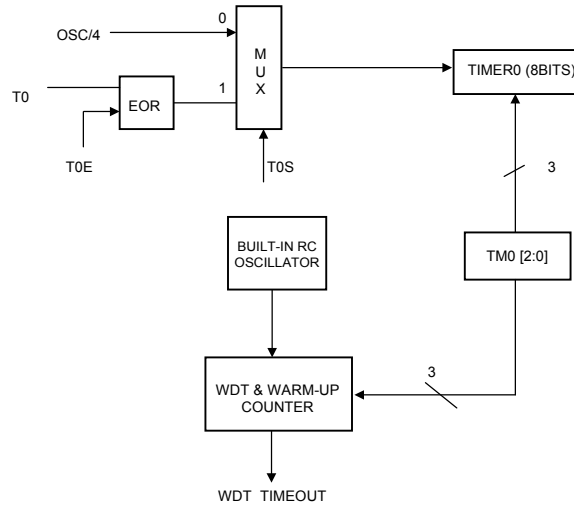 0
OSC/4
M
U
X
TIMER0 (8BITS)
T0
EOR
1
T0E
T0S
3
BUILT-IN RC
OSCILLATOR
TM0 [2:0]
3
WDT & WARM-UP
COUNTER
WDT TIMEOUT